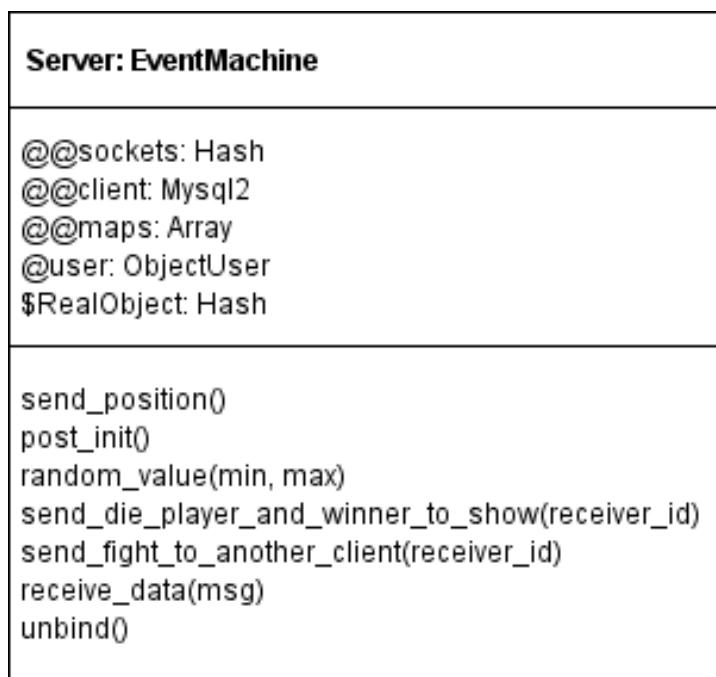 Server: EventMachine
@@sockets: Hash
@@client: Mysql2
@@maps: Array
@user: ObjectUser
$RealObject: Hash
send_position()
post_init()
random_value(min, max)
send_die_player_and_winner_to_show(receiver_id)
send_fight_to_another_client(receiver_id)
receive_data(msg)
unbind()